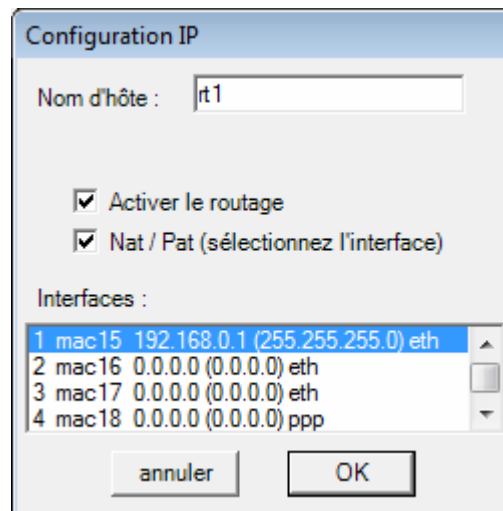 Configuration IP
Nom d'hôte : rt1
Activer le routage
Nat / Pat (sélectionnez l'interface)
Interfaces :
1 mac15 192.168.0.1 (255.255.255.0) eth
2 mac16 0.0.0.0 (0.0.0.0) eth
3 mac17 0.0.0.0 (0.0.0.0) eth
4 mac18 0.0.0.0 (0.0.0.0) ppp
annuler OK